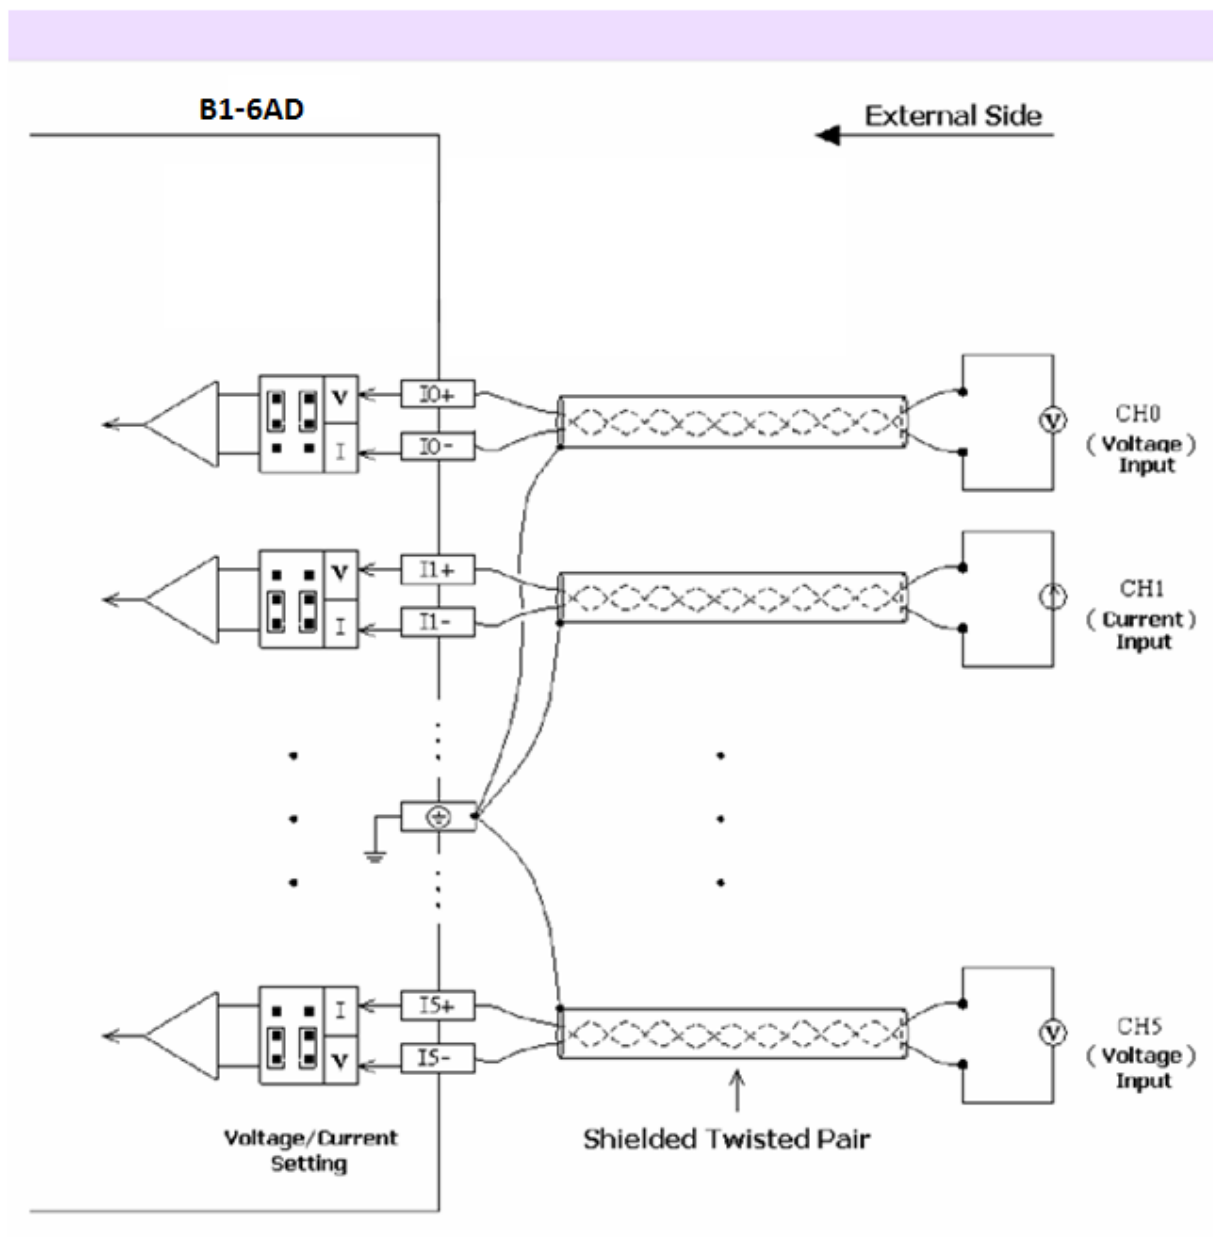 B1-6AD
External Side
V
I0+
I0-
I
V
CH0
( Voltage )
Input
V
I1+
I
I1-
CH1
( Current )
Input
I
I5+
V
I5-
V
CH5
( Voltage )
Input
Voltage/Current
Setting
Shielded Twisted Pair